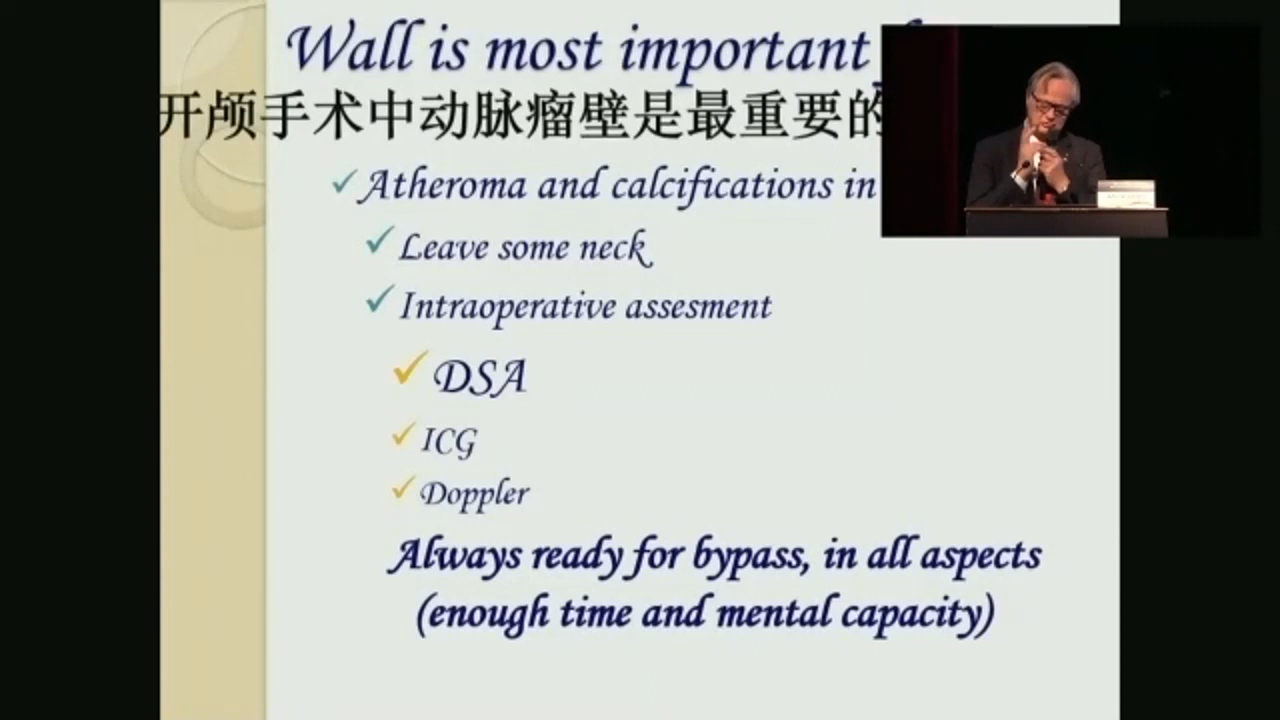 Wall is most important
开颅手术中动脉瘤壁是最重要的
Atheroma and calcifications in
Leave some neck
Intraoperative assesment
DSA
ICG
Doppler
Always ready for bypass, in all aspects
(enough time and mental capacity)